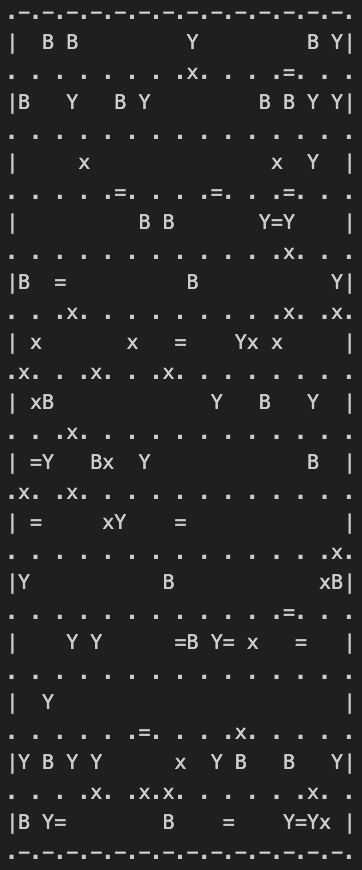 .-.-.-.-.-.-.-.-.-.-.-.-.-.-.
|  B B         Y         B Y|
. . . . . . . .x. . . .=. . .
|B   Y   B Y         B B Y Y|
. . . . . . . . . . . . . . .
|     x               x  Y  |
. . . . .=. . . .=. . .=. . .
|          B B       Y=Y    |
. . . . . . . . . . . .x. . .
|B  =          B           Y|
. . .x. . . . . . . . .x. .x.
| x       x   =    Yx x     |
.x. . .x. . .x. . . . . . . .
| xB             Y   B   Y  |
. . .x. . . . . . . . . . . .
| =Y   Bx  Y             B  |
.x. .x. . . . . . . . . . . .
| =     xY    =             |
. . . . . . . . . . . . . .x.
|Y           B            xB|
. . . . . . . . . . . .=. . .
|    Y Y      =B Y= x   =   |
. . . . . . . . . . . . . . .
|  Y                        |
. . . . . .=. . . .x. . . . .
|Y B Y Y      x  Y B   B   Y|
. . . .x. .x.x. . . . . .x. .
|B Y=        B    =    Y=Yx |
.-.-.-.-.-.-.-.-.-.-.-.-.-.-.